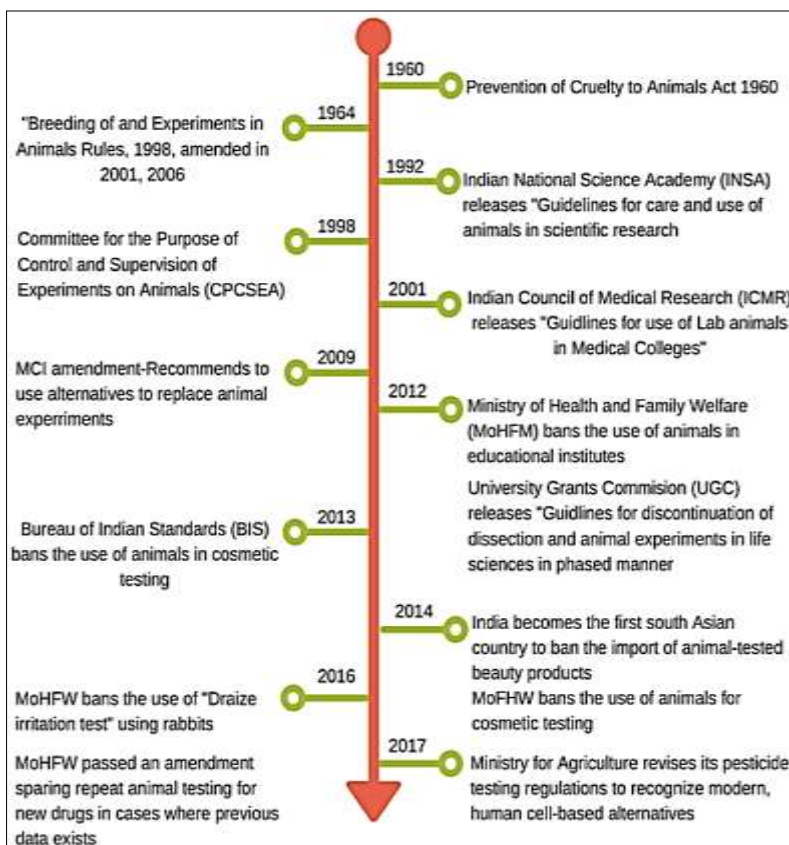 1960
Prevention of Cruelty to Animals Act 1960
1964
"Breeding of and Experiments in
Animals Rules, 1998, amended in
2001, 2006
1992
Indian National Science Academy (INSA)
releases "Guidelines for care and use of
animals in scientific research
1998
Committee for the Purpose of
Control and Supervision of
Experiments on Animals (CPCSEA)
2001
Indian Council of Medical Research (ICMR)
releases "Guidlines for use of Lab animals
in Medical Colleges"
2009
MCI amendment-Recommends to
use alternatives to replace animal
experriments
2012
Ministry of Health and Family Welfare
(MoHFM) bans the use of animals in
educational institutes
University Grants Commision (UGC)
releases "Guidlines for discontinuation of
dissection and animal experiments in life
sciences in phased manner
2013
Bureau of Indian Standards (BIS)
bans the use of animals in cosmetic
testing
2014
India becomes the first south Asian
country to ban the import of animal-tested
beauty products
MoFHW bans the use of animals for
cosmetic testing
2016
MoHFW bans the use of "Draize
irritation test" using rabbits
MoHFW passed an amendment
sparing repeat animal testing for
new drugs in cases where previous
data exists
2017
Ministry for Agriculture revises its pesticide
testing regulations to recognize modern,
human cell-based alternatives